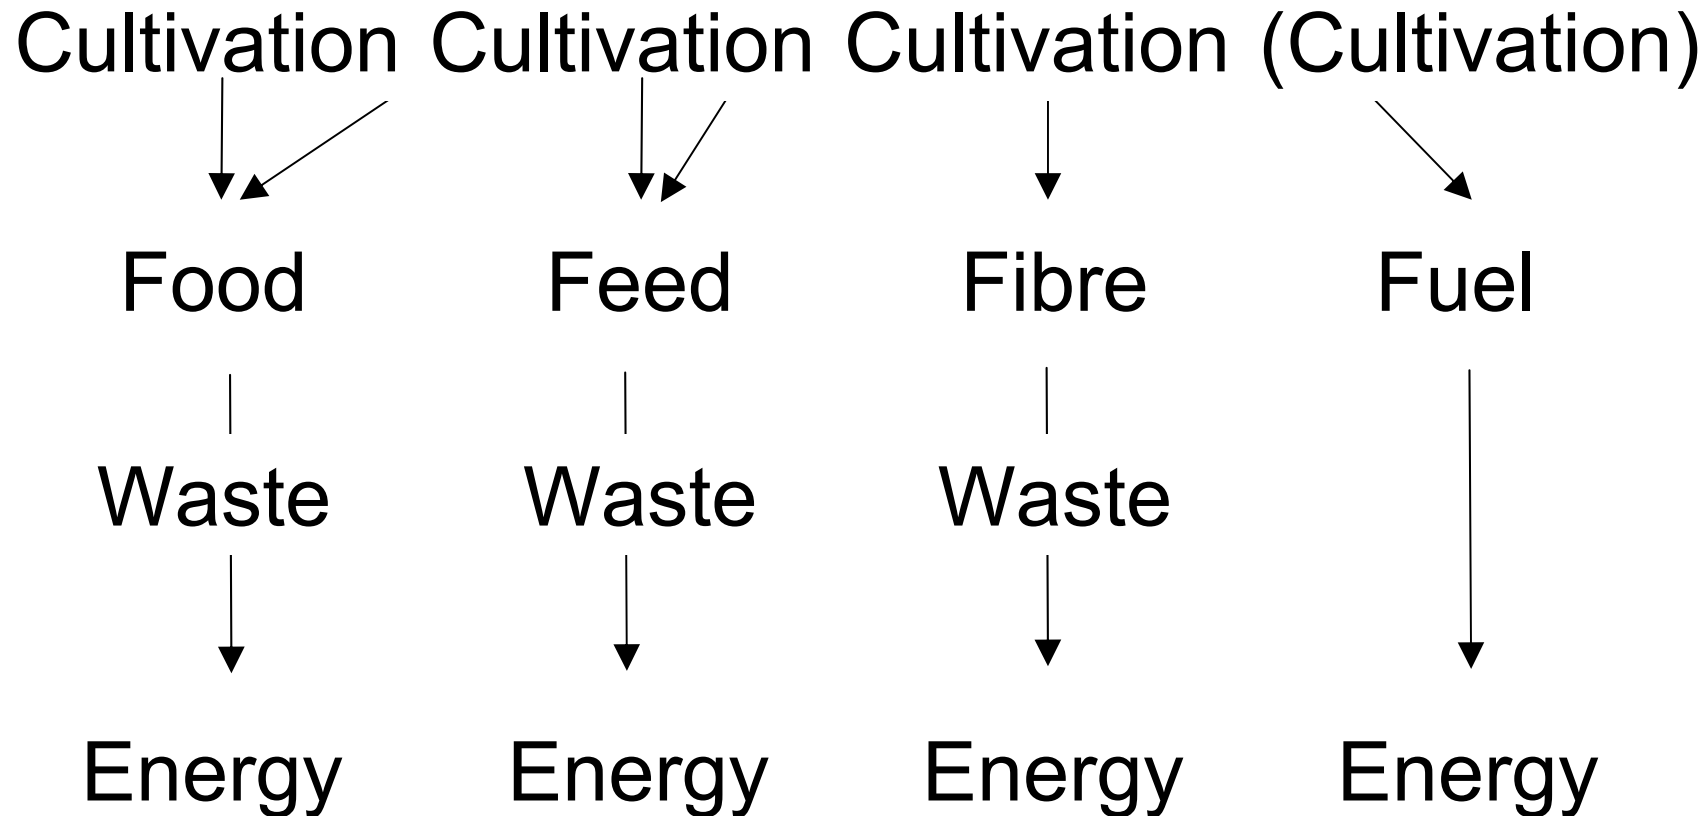 Cultivation Cultivation Cultivation (Cultivation)
Food Feed Fibre Fuel
Waste Waste Waste
Energy Energy Energy Energy